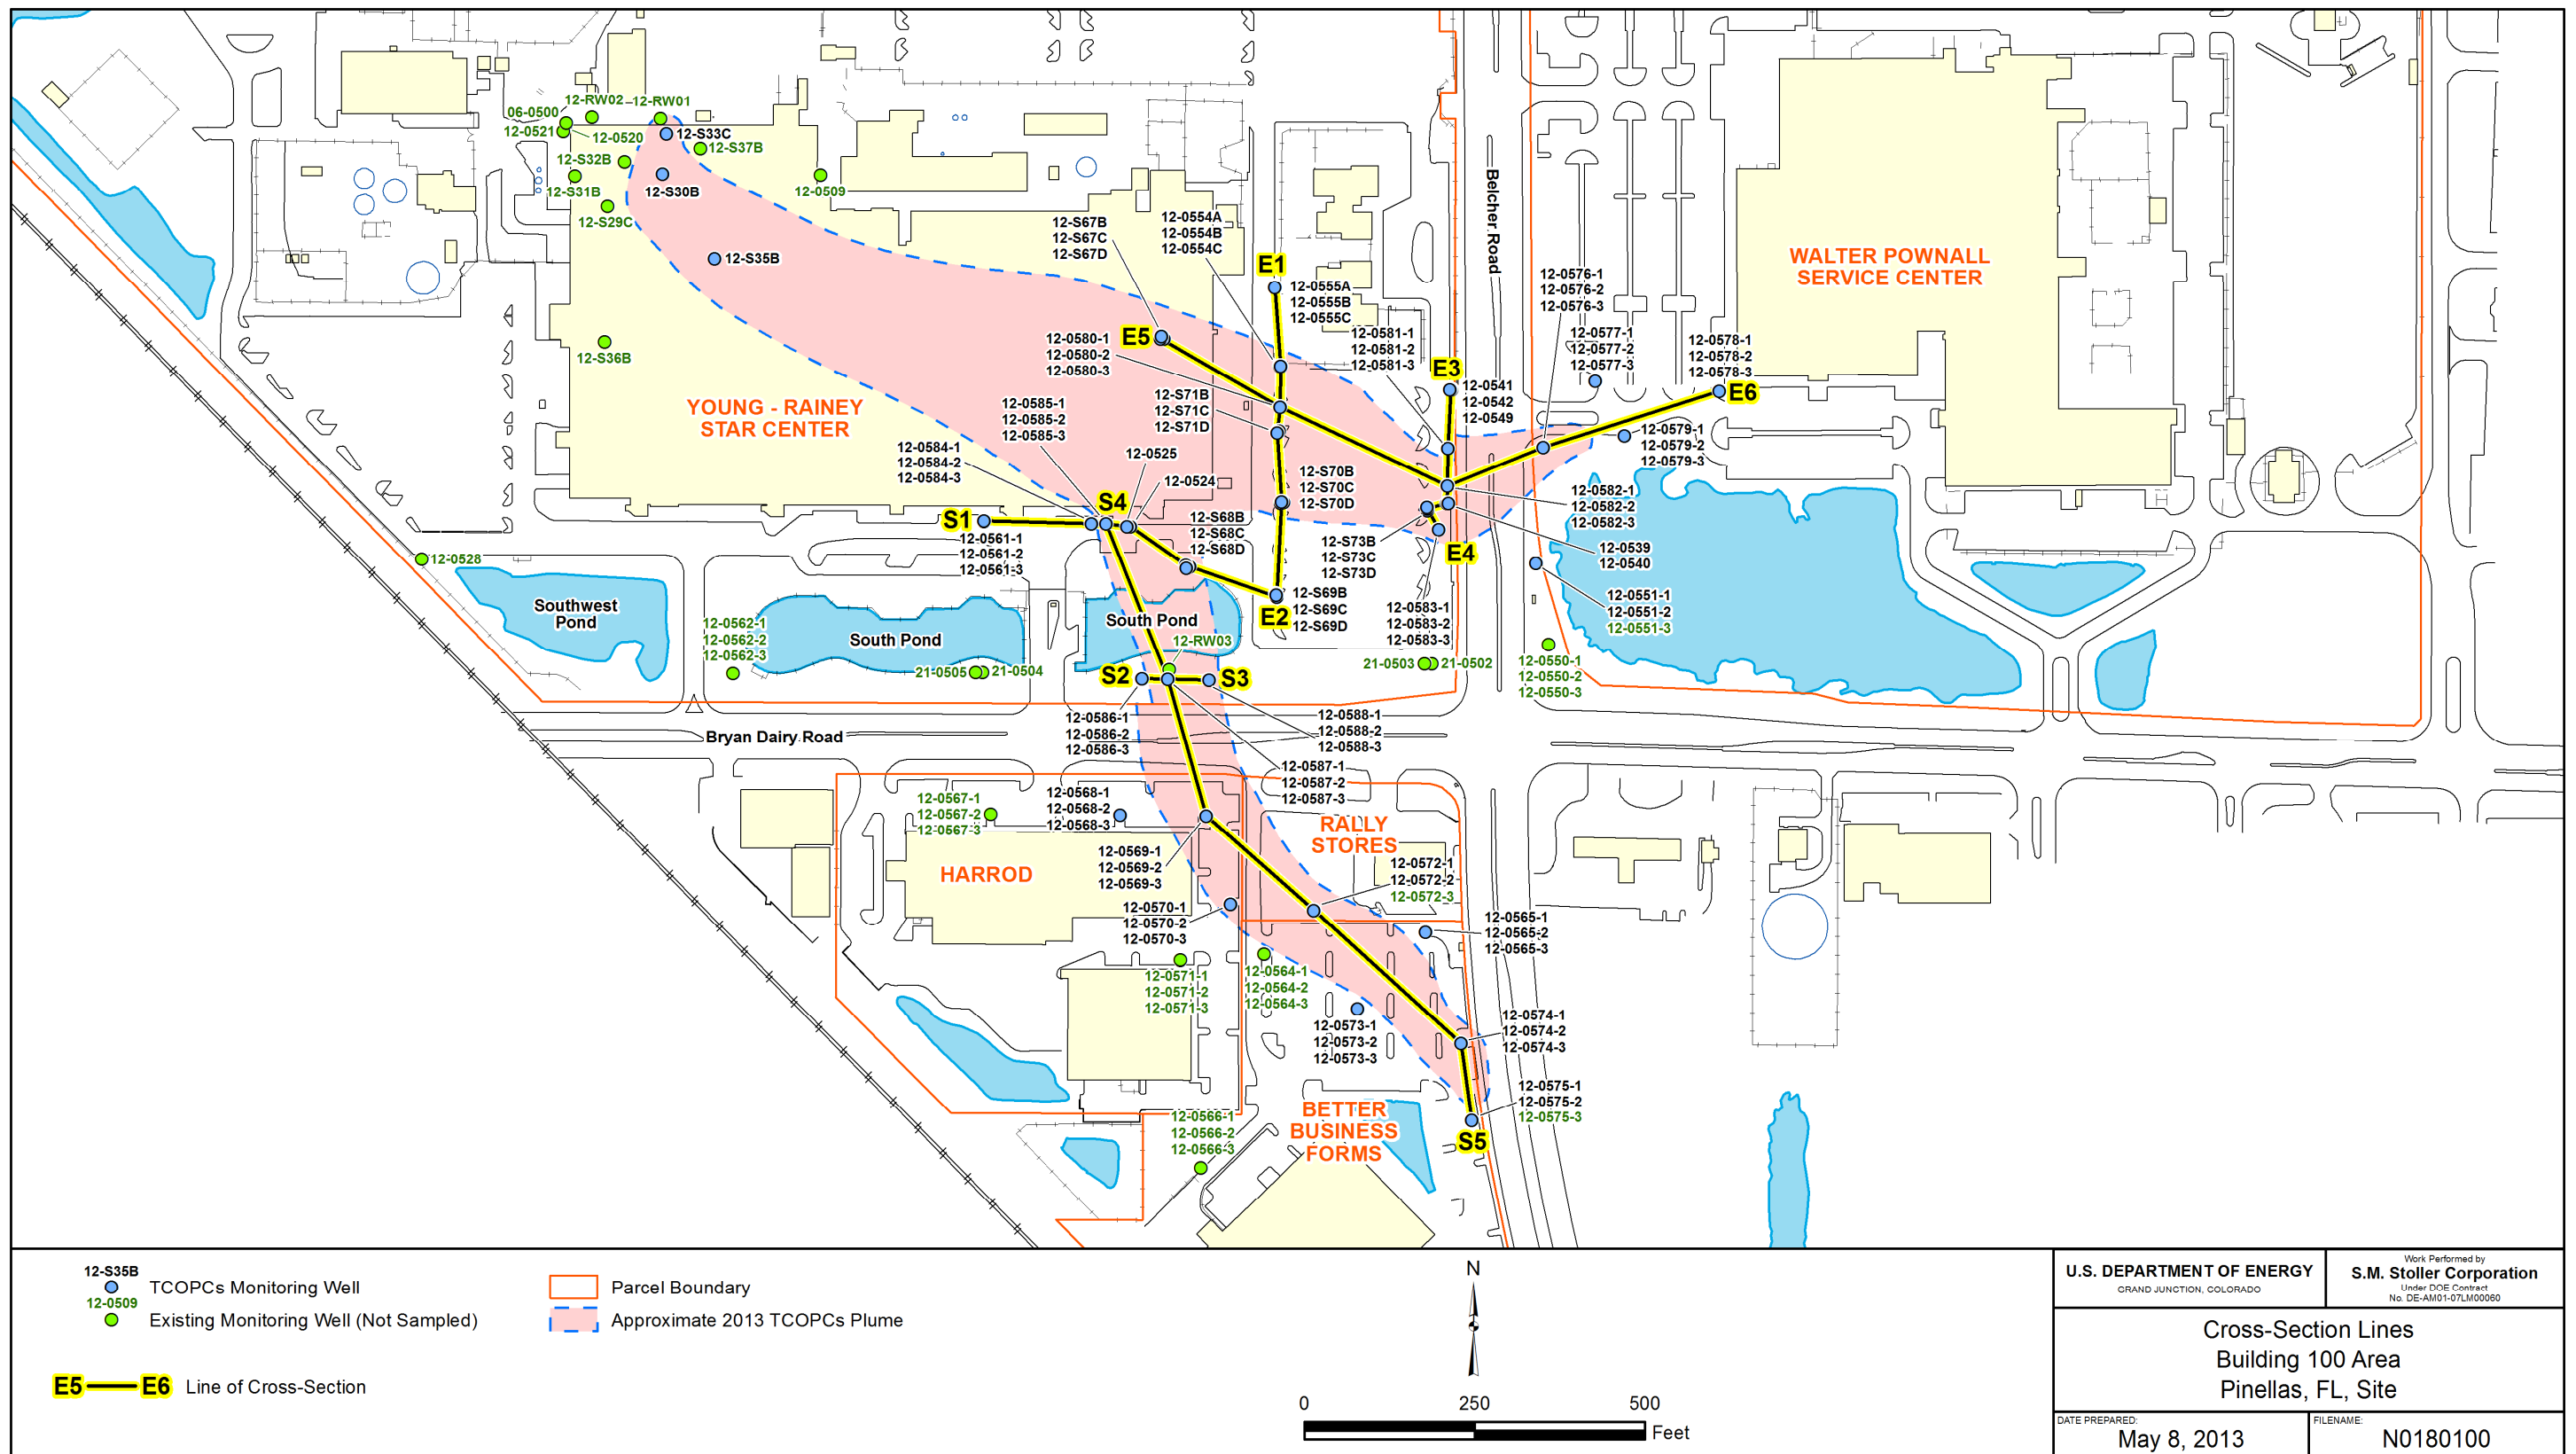 12-RW02
12-RW01
06-0500
12-0521
12-0520
12-S33C
12-S37B
12-S32B
12-S31B
12-S30B
12-0509
12-S29C
12-S35B
12-S36B
12-S67B
12-S67C
12-S67D
12-0554A
12-0554B
12-0554C
E1
12-0555A
12-0555B
12-0555C
Belcher Road
WALTER POWNALL
SERVICE CENTER
12-0576-1
12-0576-2
12-0576-3
12-0577-1
12-0577-2
12-0577-3
12-0578-1
12-0578-2
12-0578-3
12-0580-1
12-0580-2
12-0580-3
E5
12-0581-1
12-0581-2
12-0581-3
E3
12-0541
12-0542
12-0549
E6
YOUNG - RAINEY
STAR CENTER
12-S71B
12-S71C
12-S71D
12-0585-1
12-0585-2
12-0585-3
12-0584-1
12-0584-2
12-0584-3
12-0525
12-0524
12-0579-1
12-0579-2
12-0579-3
12-S70B
12-S70C
12-S70D
12-0582-1
12-0582-2
12-0582-3
S1
S4
12-S68B
12-S68C
12-S68D
12-0561-1
12-0561-2
12-0561-3
12-S73B
12-S73C
12-S73D
E4
12-0539
12-0540
12-0528
Southwest
Pond
12-0562-1
12-0562-2
12-0562-3
South Pond
South Pond
E2
12-S69B
12-S69C
12-S69D
12-0583-1
12-0583-2
12-0583-3
12-0551-1
12-0551-2
12-0551-3
12-RW03
21-0505
21-0504
21-0503
21-0502
12-0550-1
12-0550-2
12-0550-3
S2
S3
12-0586-1
12-0586-2
12-0586-3
12-0588-1
12-0588-2
12-0588-3
Bryan Dairy Road
12-0587-1
12-0587-2
12-0587-3
12-0567-1
12-0567-2
12-0567-3
12-0568-1
12-0568-2
12-0568-3
RALLY
STORES
HARROD
12-0569-1
12-0569-2
12-0569-3
12-0572-1
12-0572-2
12-0572-3
12-0570-1
12-0570-2
12-0570-3
12-0565-1
12-0565-2
12-0565-3
12-0571-1
12-0571-2
12-0571-3
12-0564-1
12-0564-2
12-0564-3
12-0573-1
12-0573-2
12-0573-3
12-0574-1
12-0574-2
12-0574-3
12-0575-1
12-0575-2
12-0575-3
12-0566-1
12-0566-2
12-0566-3
BETTER
BUSINESS
FORMS
S5
12-S35B
TCOPCs Monitoring Well
12-0509
Existing Monitoring Well (Not Sampled)
E5 E6 Line of Cross-Section
Parcel Boundary
Approximate 2013 TCOPCs Plume
N
0 250 500
Feet
U.S. DEPARTMENT OF ENERGY
GRAND JUNCTION, COLORADO
Work Performed by
S.M. Stoller Corporation
Under DOE Contract
No. DE-AM01-07LM00060
Cross-Section Lines
Building 100 Area
Pinellas, FL, Site
DATE PREPARED:
May 8, 2013
FILENAME:
N0180100